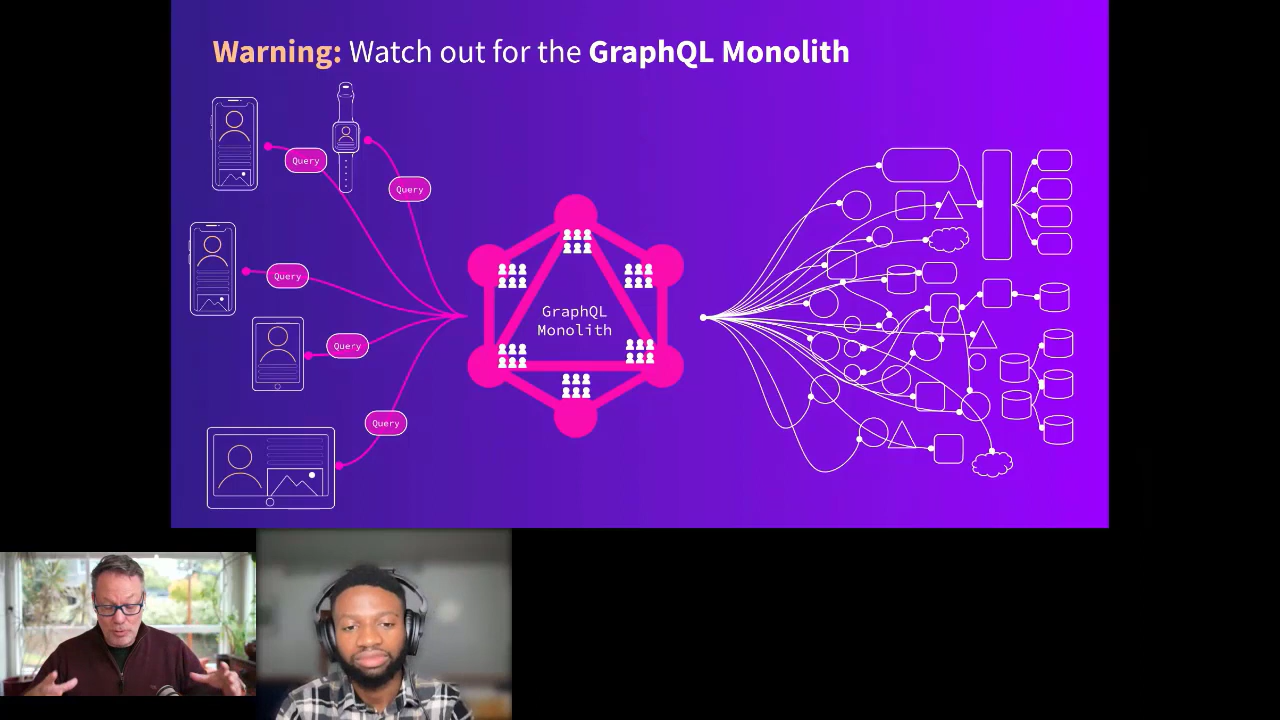 Warning: Watch out for the GraphQL Monolith
Query
Query
Query
Query
Query
GraphQL
Monolith